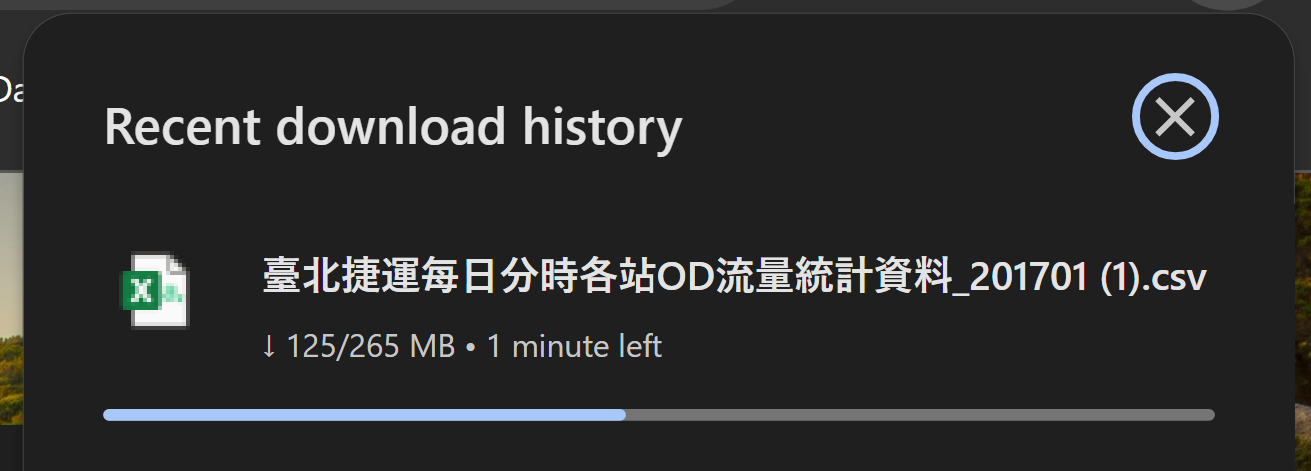 Da
Recent download history
臺北捷運每日分時各站OD流量統計資料_201701 (1).csv
↓ 125/265 MB • 1 minute left